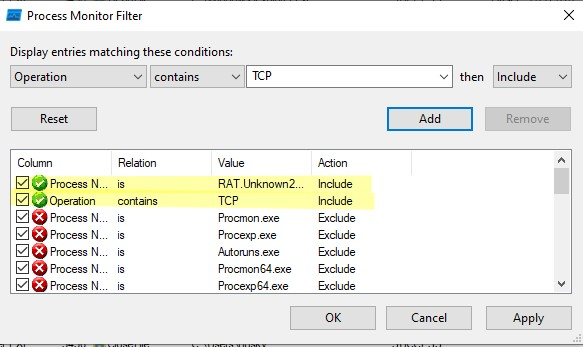 Process Monitor Filter
Display entries matching these conditions:
Operation contains TCP then Include
Reset Add Remove
Column Relation Value Action
Process N... is RAT.Unknown2... Include
Operation contains TCP Include
Process N... is Procmon.exe Exclude
Process N... is Procexp.exe Exclude
Process N... is Autoruns.exe Exclude
Process N... is Procmon64.exe Exclude
Process N... is Procexp64.exe Exclude
OK Cancel Apply